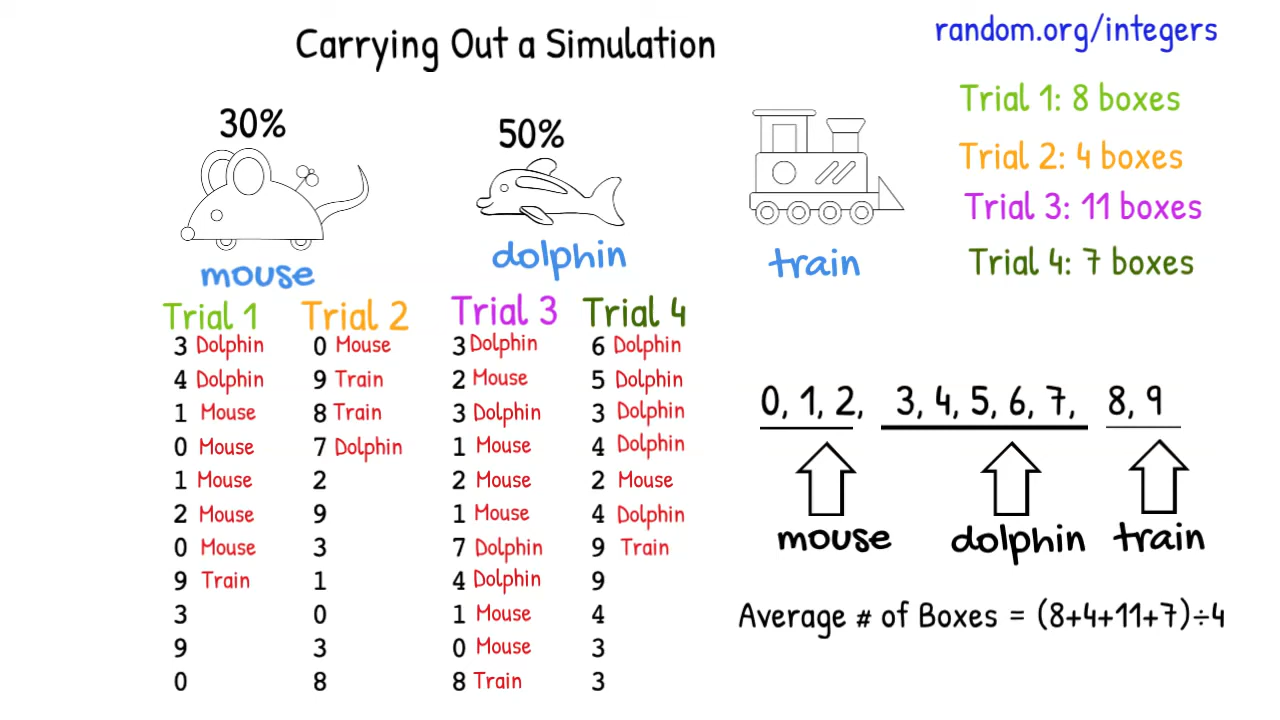 Carrying Out a Simulation
random.org/integers
30%
50%
mouse
dolphin
train
Trial 1: 8 boxes
Trial 2: 4 boxes
Trial 3: 11 boxes
Trial 4: 7 boxes
Trial 1 Trial 2 Trial 3 Trial 4
3 Dolphin 0 Mouse 3 Dolphin 6 Dolphin
4 Dolphin 9 Train 2 Mouse 5 Dolphin
1 Mouse 8 Train 3 Dolphin 3 Dolphin
0 Mouse 7 Dolphin 1 Mouse 4 Dolphin
1 Mouse 2 2 Mouse 2 Mouse
2 Mouse 9 1 Mouse 4 Dolphin
0 Mouse 3 7 Dolphin 9 Train
9 Train 1 4 Dolphin 9
3 0 1 Mouse 4
9 3 0 Mouse 3
0 8 8 Train 3
0, 1, 2, 3, 4, 5, 6, 7, 8, 9
mouse dolphin train
Average # of Boxes = (8+4+11+7)÷4